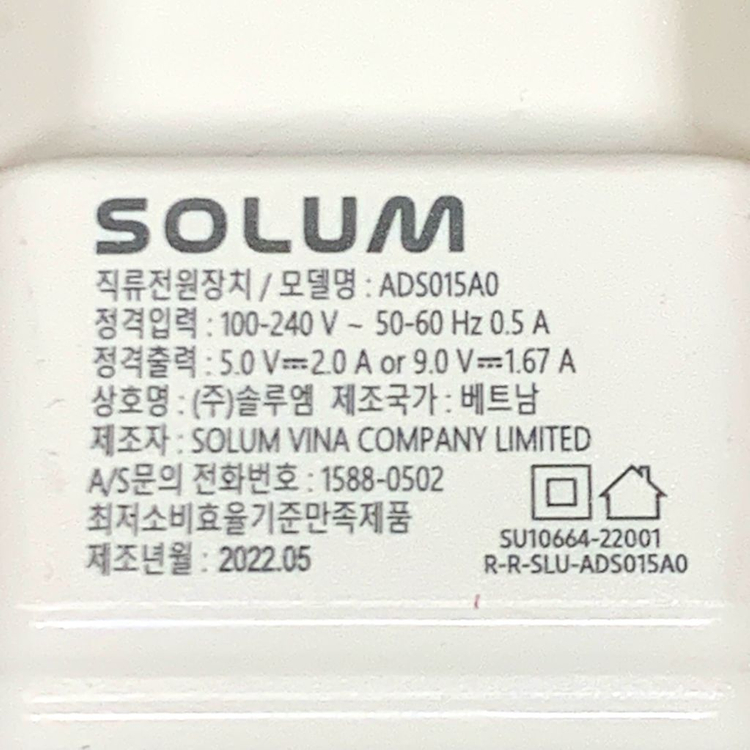 SOLUM
직류전원장치 / 모델명 : ADS015A0
정격입력 : 100-240 V ~ 50-60 Hz 0.5 A
정격출력 : 5.0 V⎓2.0 A or 9.0 V⎓1.67 A
상호명 : (주)솔루엠 제조국가 : 베트남
제조자 : SOLUM VINA COMPANY LIMITED
A/S문의 전화번호 : 1588-0502
최저소비효율기준만족제품
제조년월 : 2022.05
SU10664-22001
R-R-SLU-ADS015A0